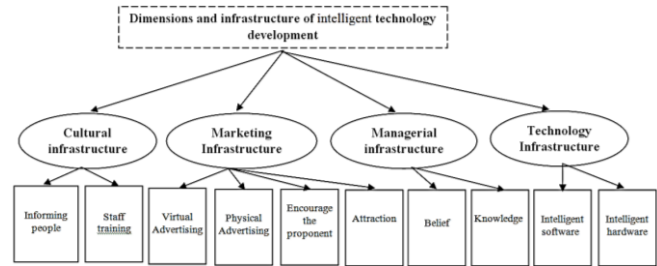 Dimensions and infrastructure of intelligent technology
development
Cultural
infrastructure
Marketing
Infrastructure
Managerial
infrastructure
Technology
Infrastructure
Informing
people
Staff
training
Virtual
Advertising
Physical
Advertising
Encourage
the
proponent
Attraction
Belief
Knowledge
Intelligent
software
Intelligent
hardware